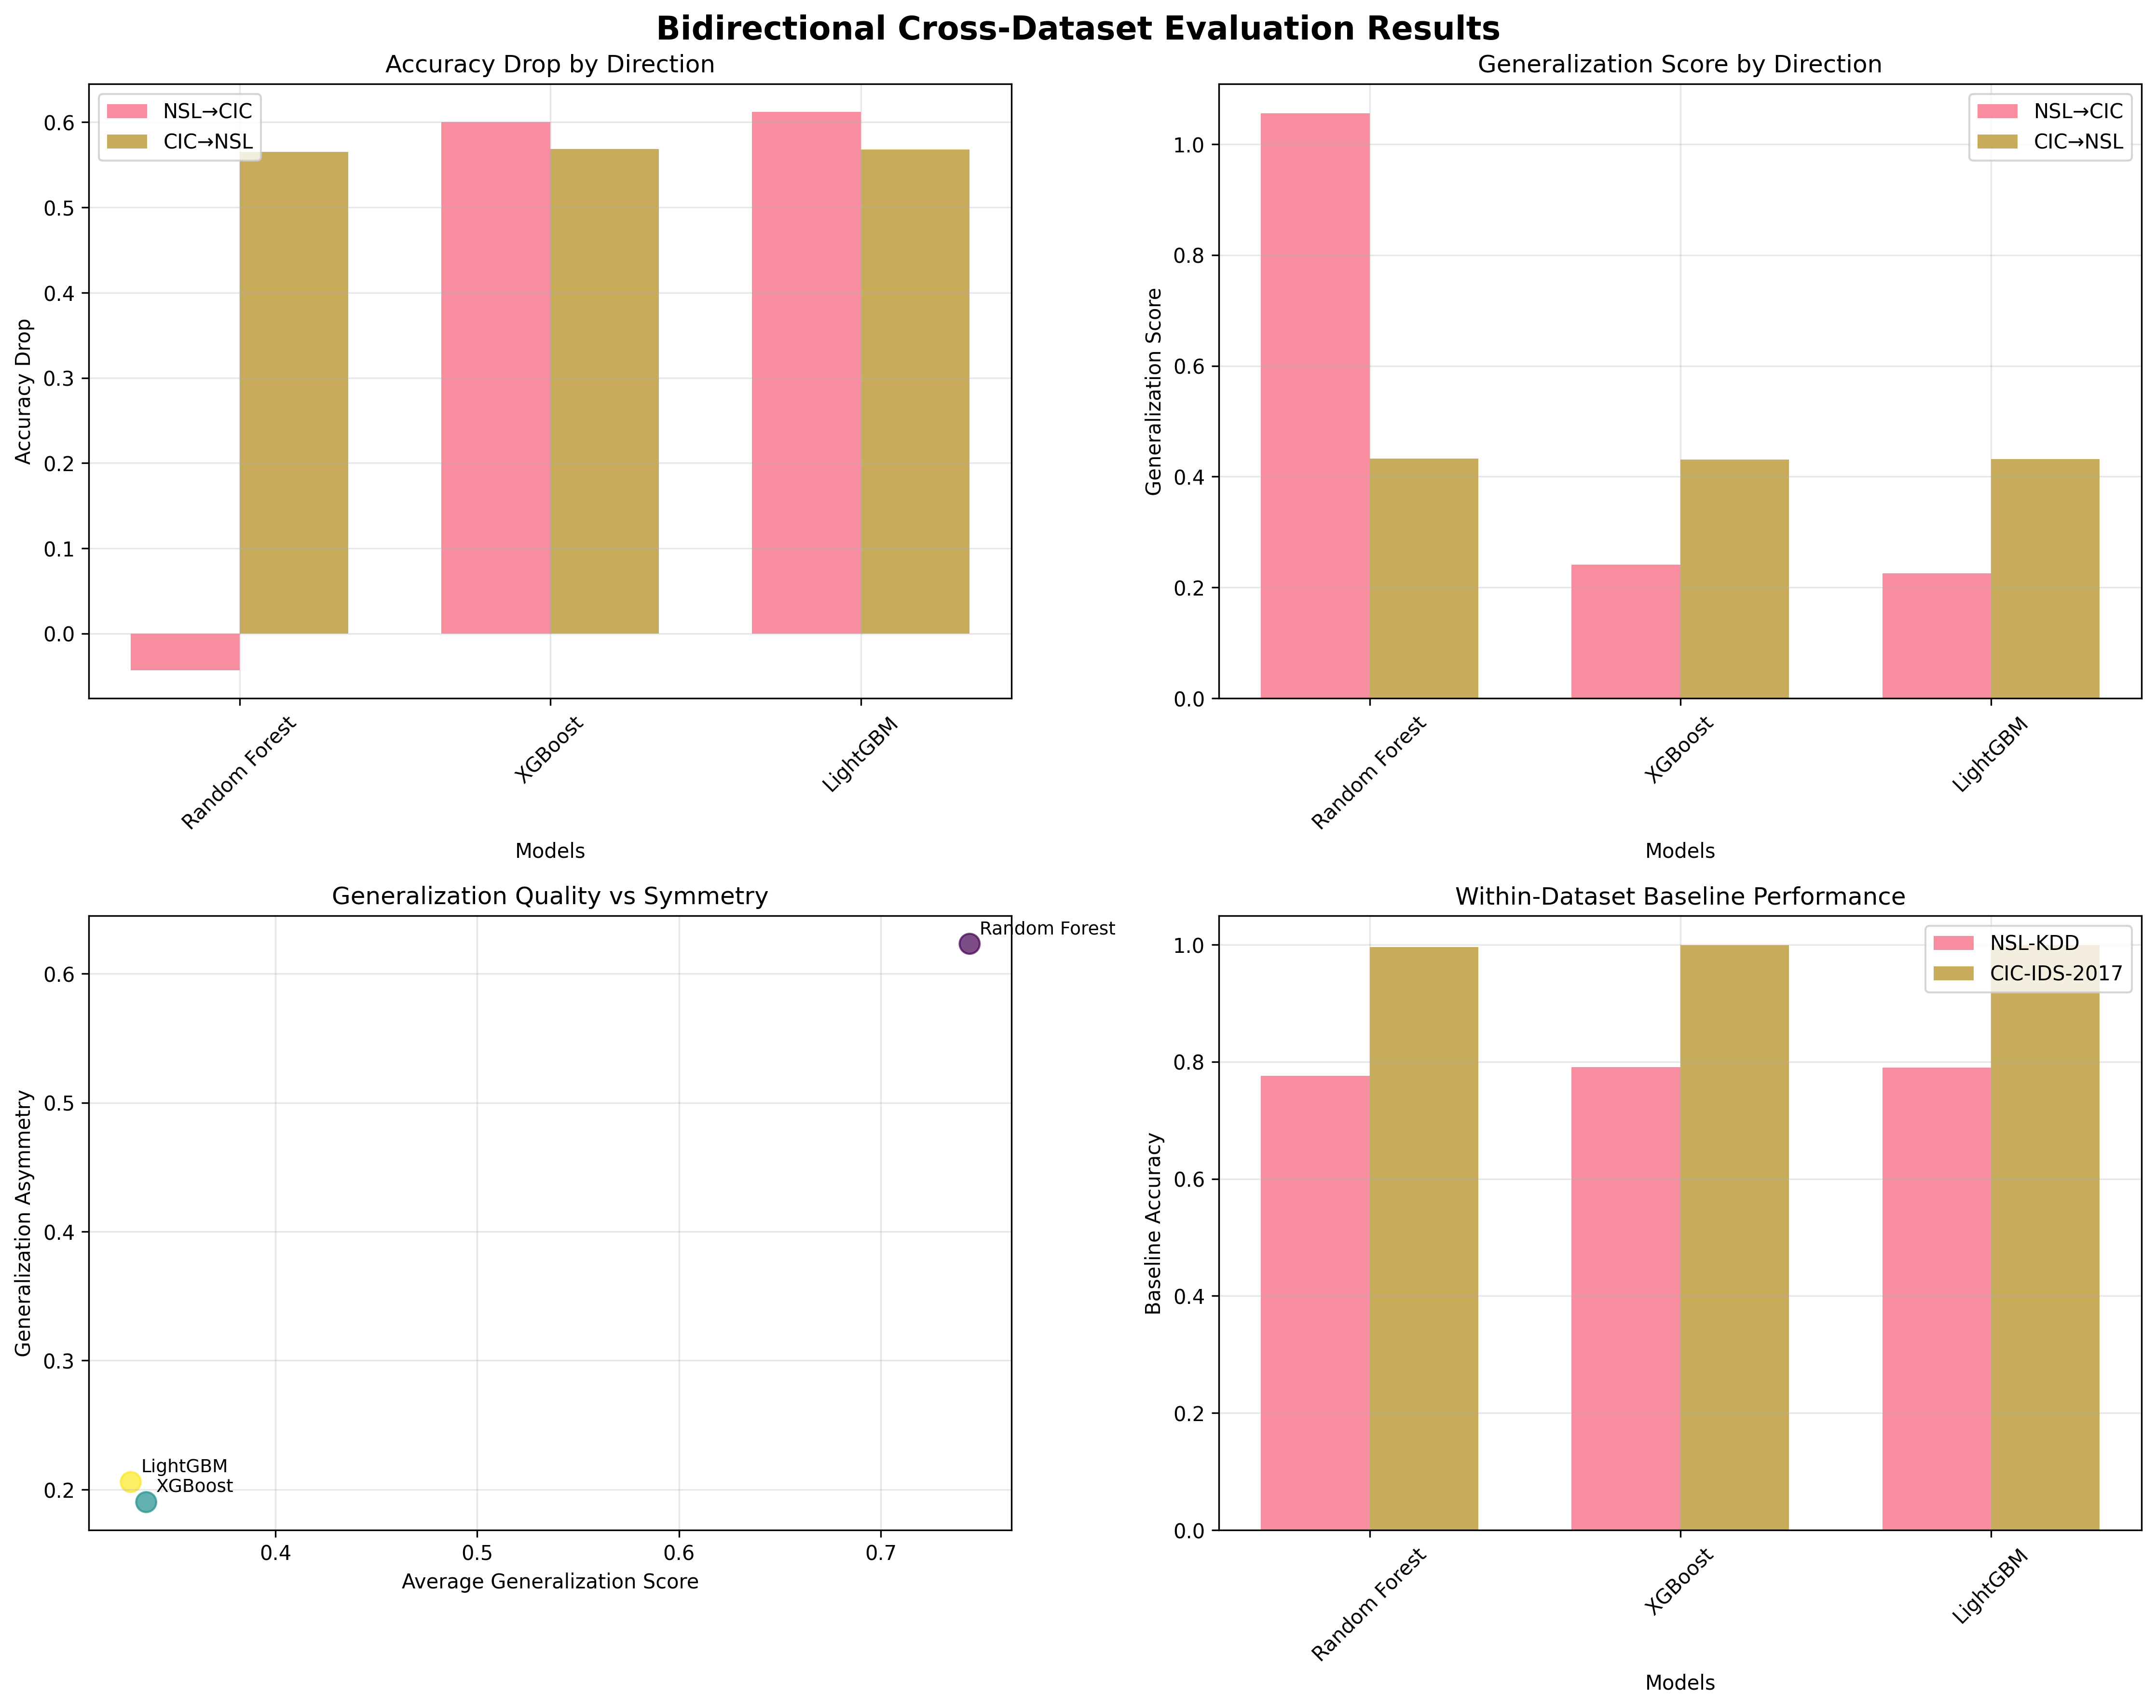 Bidirectional Cross-Dataset Evaluation Results
Accuracy Drop by Direction
NSL→CIC
CIC→NSL
0.6
0.5
0.4
0.3
0.2
0.1
0.0
Accuracy Drop
Random Forest
XGBoost
LightGBM
Models
Generalization Score by Direction
NSL→CIC
CIC→NSL
1.0
0.8
0.6
0.4
0.2
0.0
Generalization Score
Random Forest
XGBoost
LightGBM
Models
Generalization Quality vs Symmetry
Random Forest
LightGBM
XGBoost
0.6
0.5
0.4
0.3
0.2
Generalization Asymmetry
0.4
0.5
0.6
0.7
Average Generalization Score
Within-Dataset Baseline Performance
NSL-KDD
CIC-IDS-2017
1.0
0.8
0.6
0.4
0.2
0.0
Baseline Accuracy
Random Forest
XGBoost
LightGBM
Models